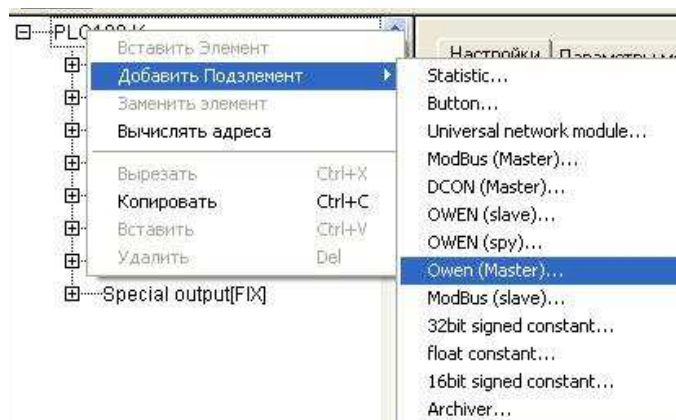 Настройки
Вставить Элемент
Добавить Подэлемент
Заменить элемент
Вычислять адреса
Вырезать Ctrl+X
Копировать Ctrl+C
Вставить Ctrl+V
Удалить Del
Statistic...
Button...
Universal network module...
ModBus (Master)...
DCON (Master)...
OWEN (slave)...
OWEN (spy)...
Owen (Master)...
ModBus (slave)...
32bit signed constant...
float constant...
16bit signed constant...
Archiver...
Special output[FIX]